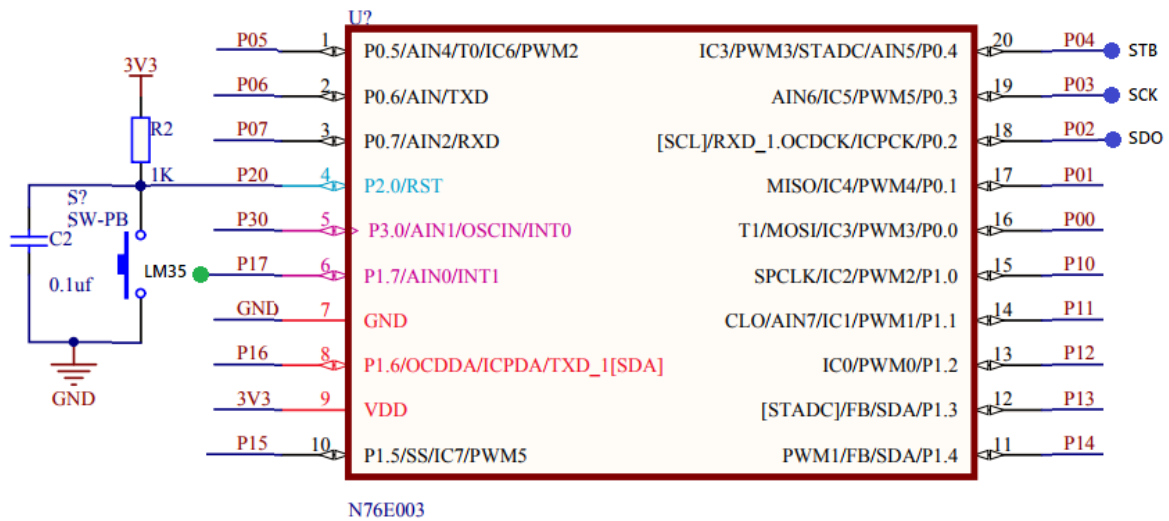 U?
P05 1 P0.5/AIN4/T0/IC6/PWM2 IC3/PWM3/STADC/AIN5/P0.4 20 P04 STB
3V3
P06 2 P0.6/AIN/TXD AIN6/IC5/PWM5/P0.3 19 P03 SCK
R2
P07 3 P0.7/AIN2/RXD [SCL]/RXD_1.OCDCK/ICPCK/P0.2 18 P02 SDO
1K P20 4 P2.0/RST MISO/IC4/PWM4/P0.1 17 P01
S?
SW-PB P30 5 P3.0/AIN1/OSCIN/INT0 T1/MOSI/IC3/PWM3/P0.0 16 P00
C2
LM35 P17 6 P1.7/AIN0/INT1 SPCLK/IC2/PWM2/P1.0 15 P10
0.1uf
GND 7 GND CLO/AIN7/IC1/PWM1/P1.1 14 P11
P16 8 P1.6/OCDDA/ICPDA/TXD_1[SDA] IC0/PWM0/P1.2 13 P12
GND
3V3 9 VDD [STADC]/FB/SDA/P1.3 12 P13
P15 10 P1.5/SS/IC7/PWM5 PWM1/FB/SDA/P1.4 11 P14
N76E003